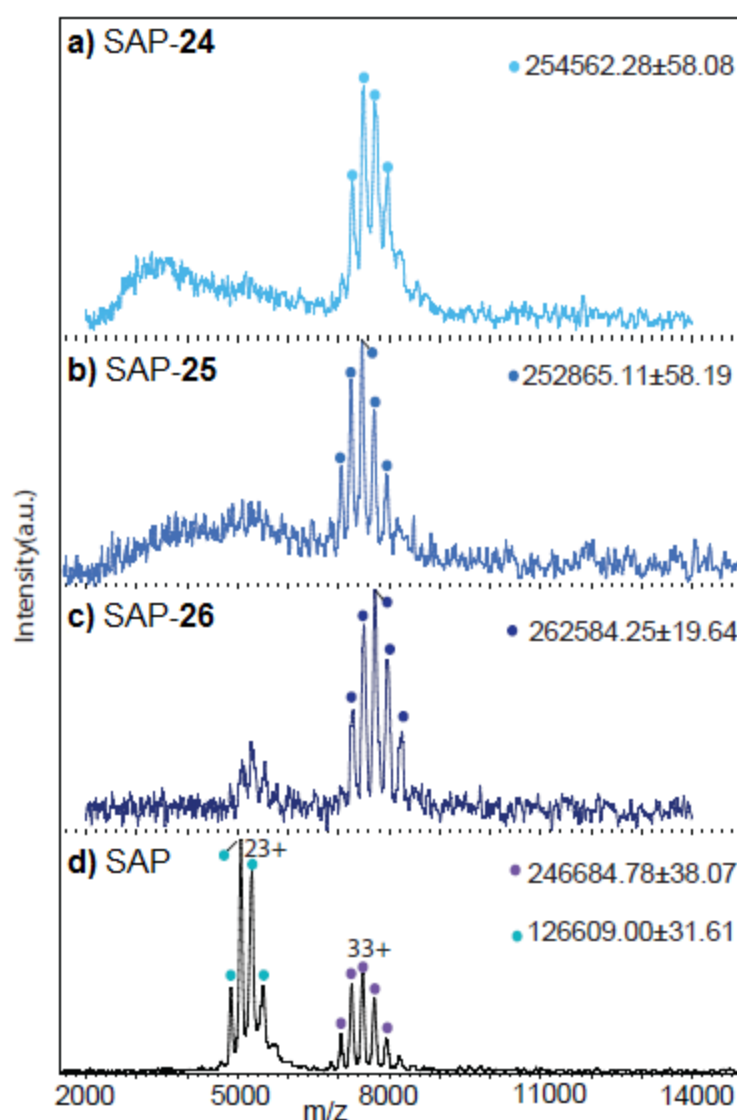 a) SAP-24
254562.28±58.08
b) SAP-25
252865.11±58.19
Intensity(a.u.)
c) SAP-26
262584.25±19.64
d) SAP
23+
246684.78±38.07
126609.00±31.61
33+
2000 5000 8000 11000 14000
m/z